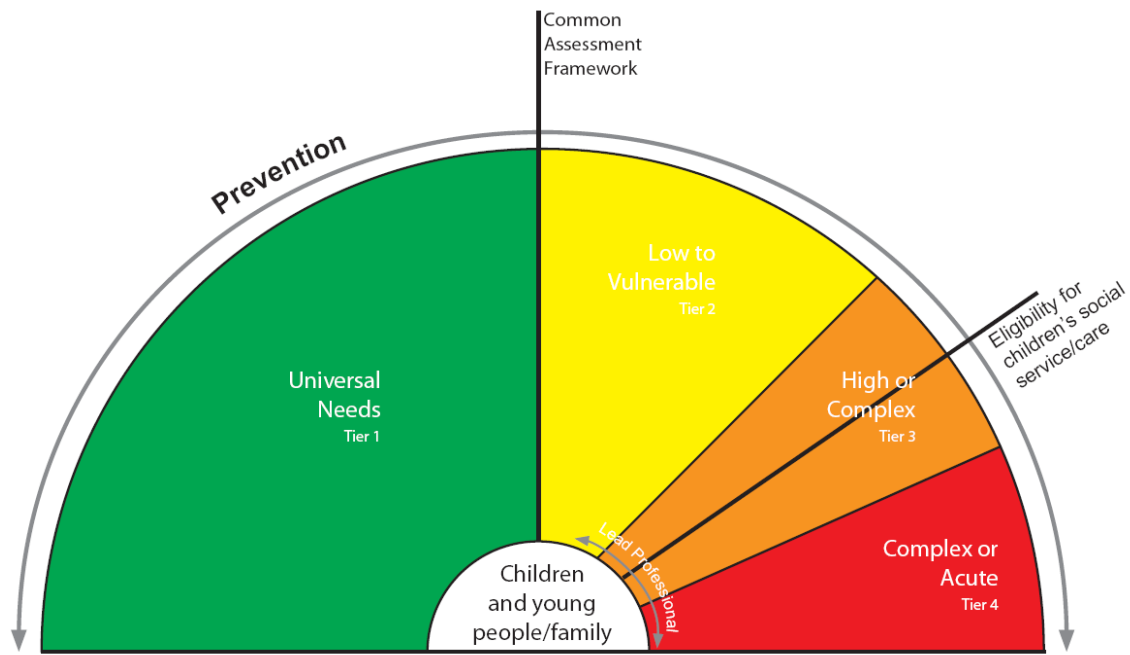 Common
Assessment
Framework
Prevention
Low to
Vulnerable
Tier 2
Eligibility for
children's social
service/care
Universal
Needs
Tier 1
High or
Complex
Tier 3
Lead Professional
Complex or
Acute
Tier 4
Children
and young
people/family